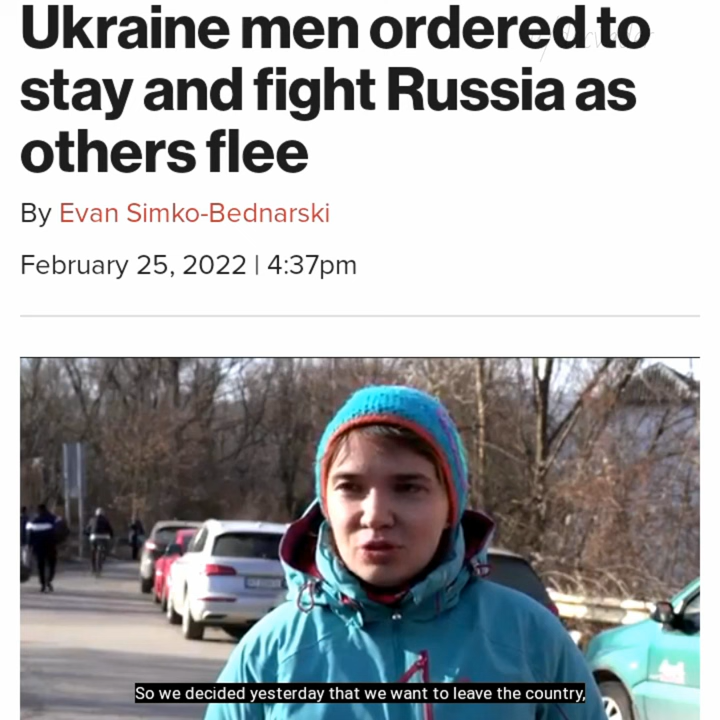 Ukraine men ordered to
stay and fight Russia as
others flee
By Evan Simko-Bednarski
February 25, 2022 | 4:37pm
So we decided yesterday that we want to leave the country,